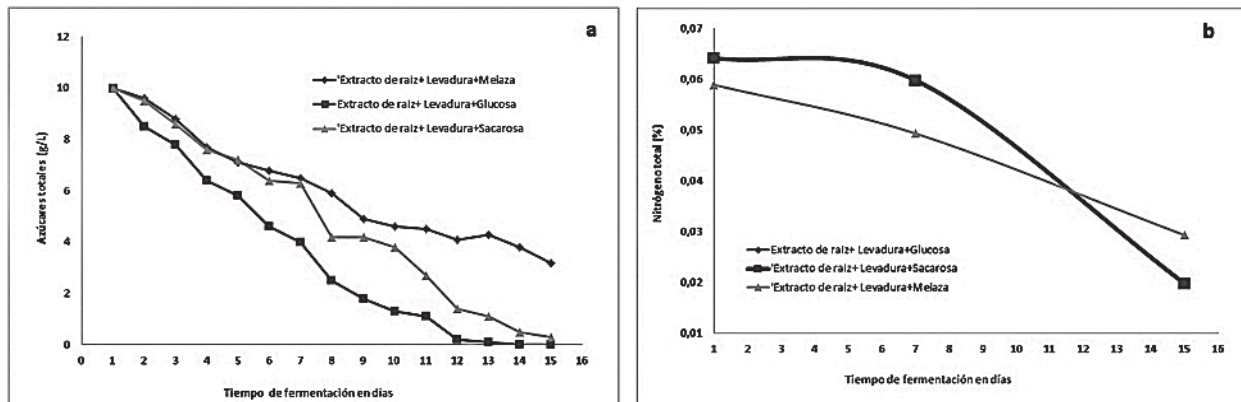 a
12
10
8
6
4
2
0
Azúcares totales (g/L)
'Extracto de raíz+ Levadura+Melaza
Extracto de raíz+ Levadura+Glucosa
'Extracto de raíz+ Levadura+Sacarosa
0 1 2 3 4 5 6 7 8 9 10 11 12 13 14 15 16
Tiempo de fermentación en días
b
0,07
0,06
0,05
0,04
0,03
0,02
0,01
Nitrógeno total (%)
Extracto de raíz+ Levadura+Glucosa
'Extracto de raíz+ Levadura+Sacarosa
'Extracto de raíz+ Levadura+Melaza
1 2 3 4 5 6 7 8 9 10 11 12 13 14 15 16
Tiempo de fermentación en días